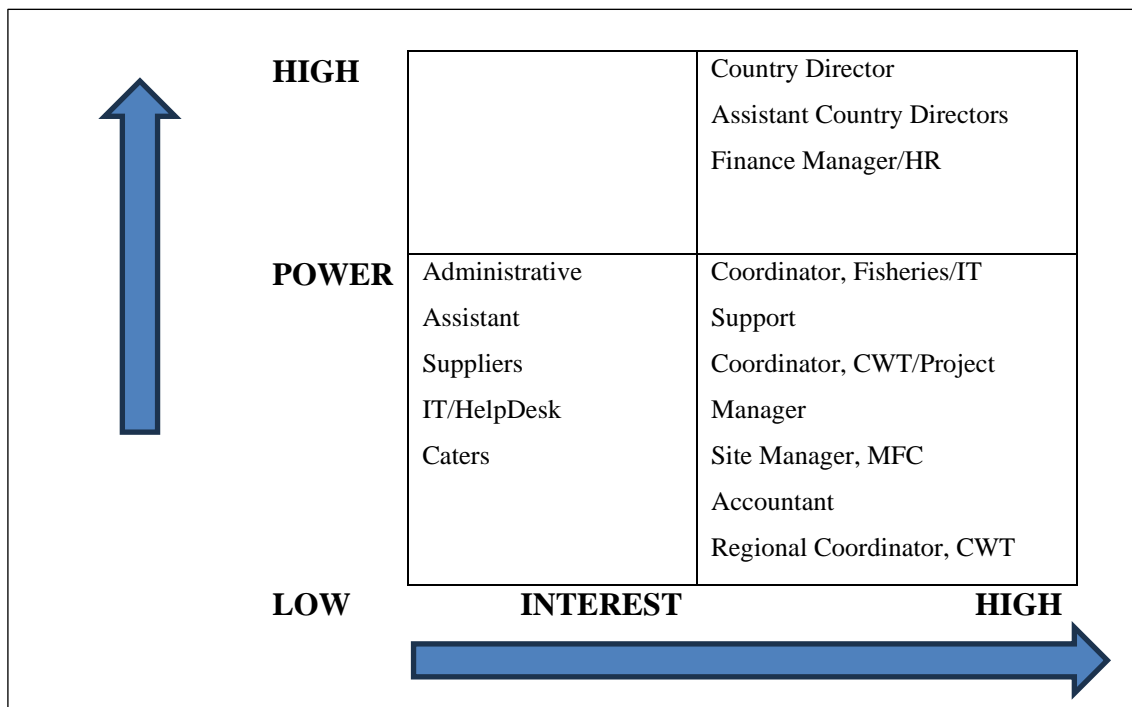 HIGH
Country Director
Assistant Country Directors
Finance Manager/HR
POWER
Administrative
Assistant
Suppliers
IT/HelpDesk
Caters
Coordinator, Fisheries/IT
Support
Coordinator, CWT/Project
Manager
Site Manager, MFC
Accountant
Regional Coordinator, CWT
LOW INTEREST HIGH